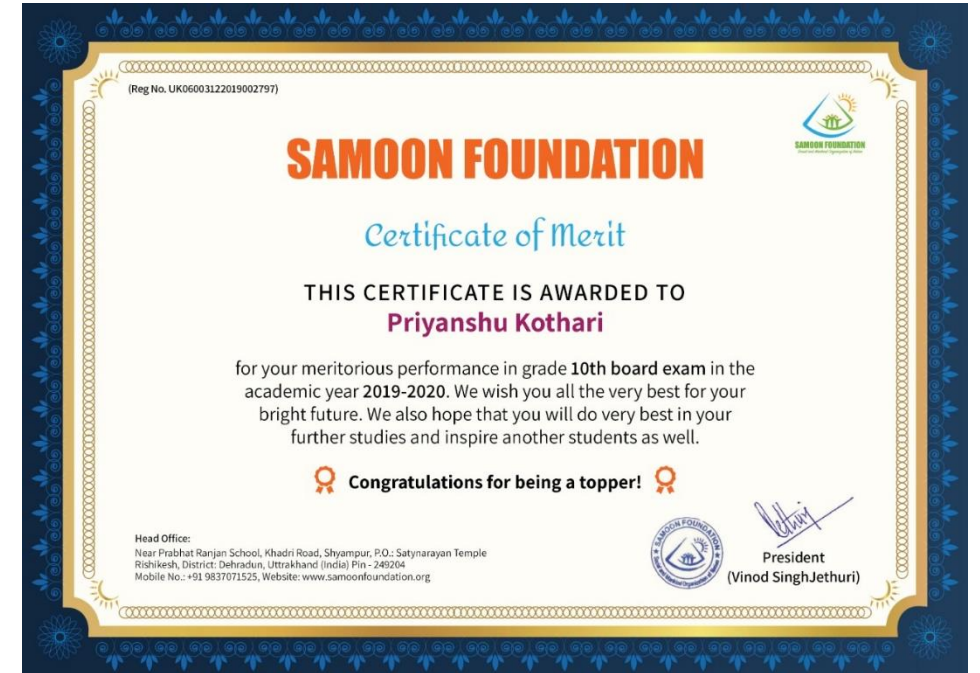 (Reg No. UK06003122019002797)
SAMOON FOUNDATION
SAMOON FOUNDATION
Certificate of Merit
THIS CERTIFICATE IS AWARDED TO
Priyanshu Kothari
for your meritorious performance in grade 10th board exam in the
academic year 2019-2020. We wish you all the very best for your
bright future. We also hope that you will do very best in your
further studies and inspire another students as well.
Congratulations for being a topper!
Head Office:
Near Prabhat Ranjan School, Khadri Road, Shyampur, P.O.: Satynarayan Temple
Rishikesh, District: Dehradun, Uttrakhand (India) Pin - 249204
Mobile No.: +91 9837071525, Website: www.samoonfoundation.org
SAMOON FOUNDATION
President
(Vinod SinghJethuri)